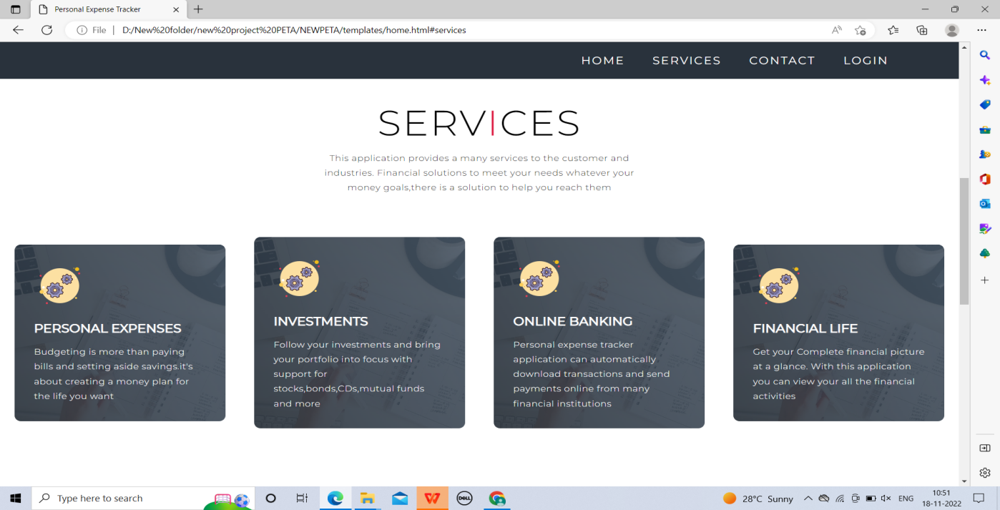 Personal Expense Tracker
File | D:/New%20folder/new%20project%20PETA/NEWPETA/templates/home.html#services
HOME SERVICES CONTACT LOGIN
SERVICES
This application provides a many services to the customer and
industries. Financial solutions to meet your needs whatever your
money goals,there is a solution to help you reach them
PERSONAL EXPENSES
Budgeting is more than paying
bills and setting aside savings.it's
about creating a money plan for
the life you want
INVESTMENTS
Follow your investments and bring
your portfolio into focus with
support for
stocks,bonds,CDs,mutual funds
and more
ONLINE BANKING
Personal expense tracker
application can automatically
download transactions and send
payments online from many
financial institutions
FINANCIAL LIFE
Get your Complete financial picture
at a glance. With this application
you can view your all the financial
activities
Type here to search
DELL
28°C Sunny
ENG
10:51
18-11-2022